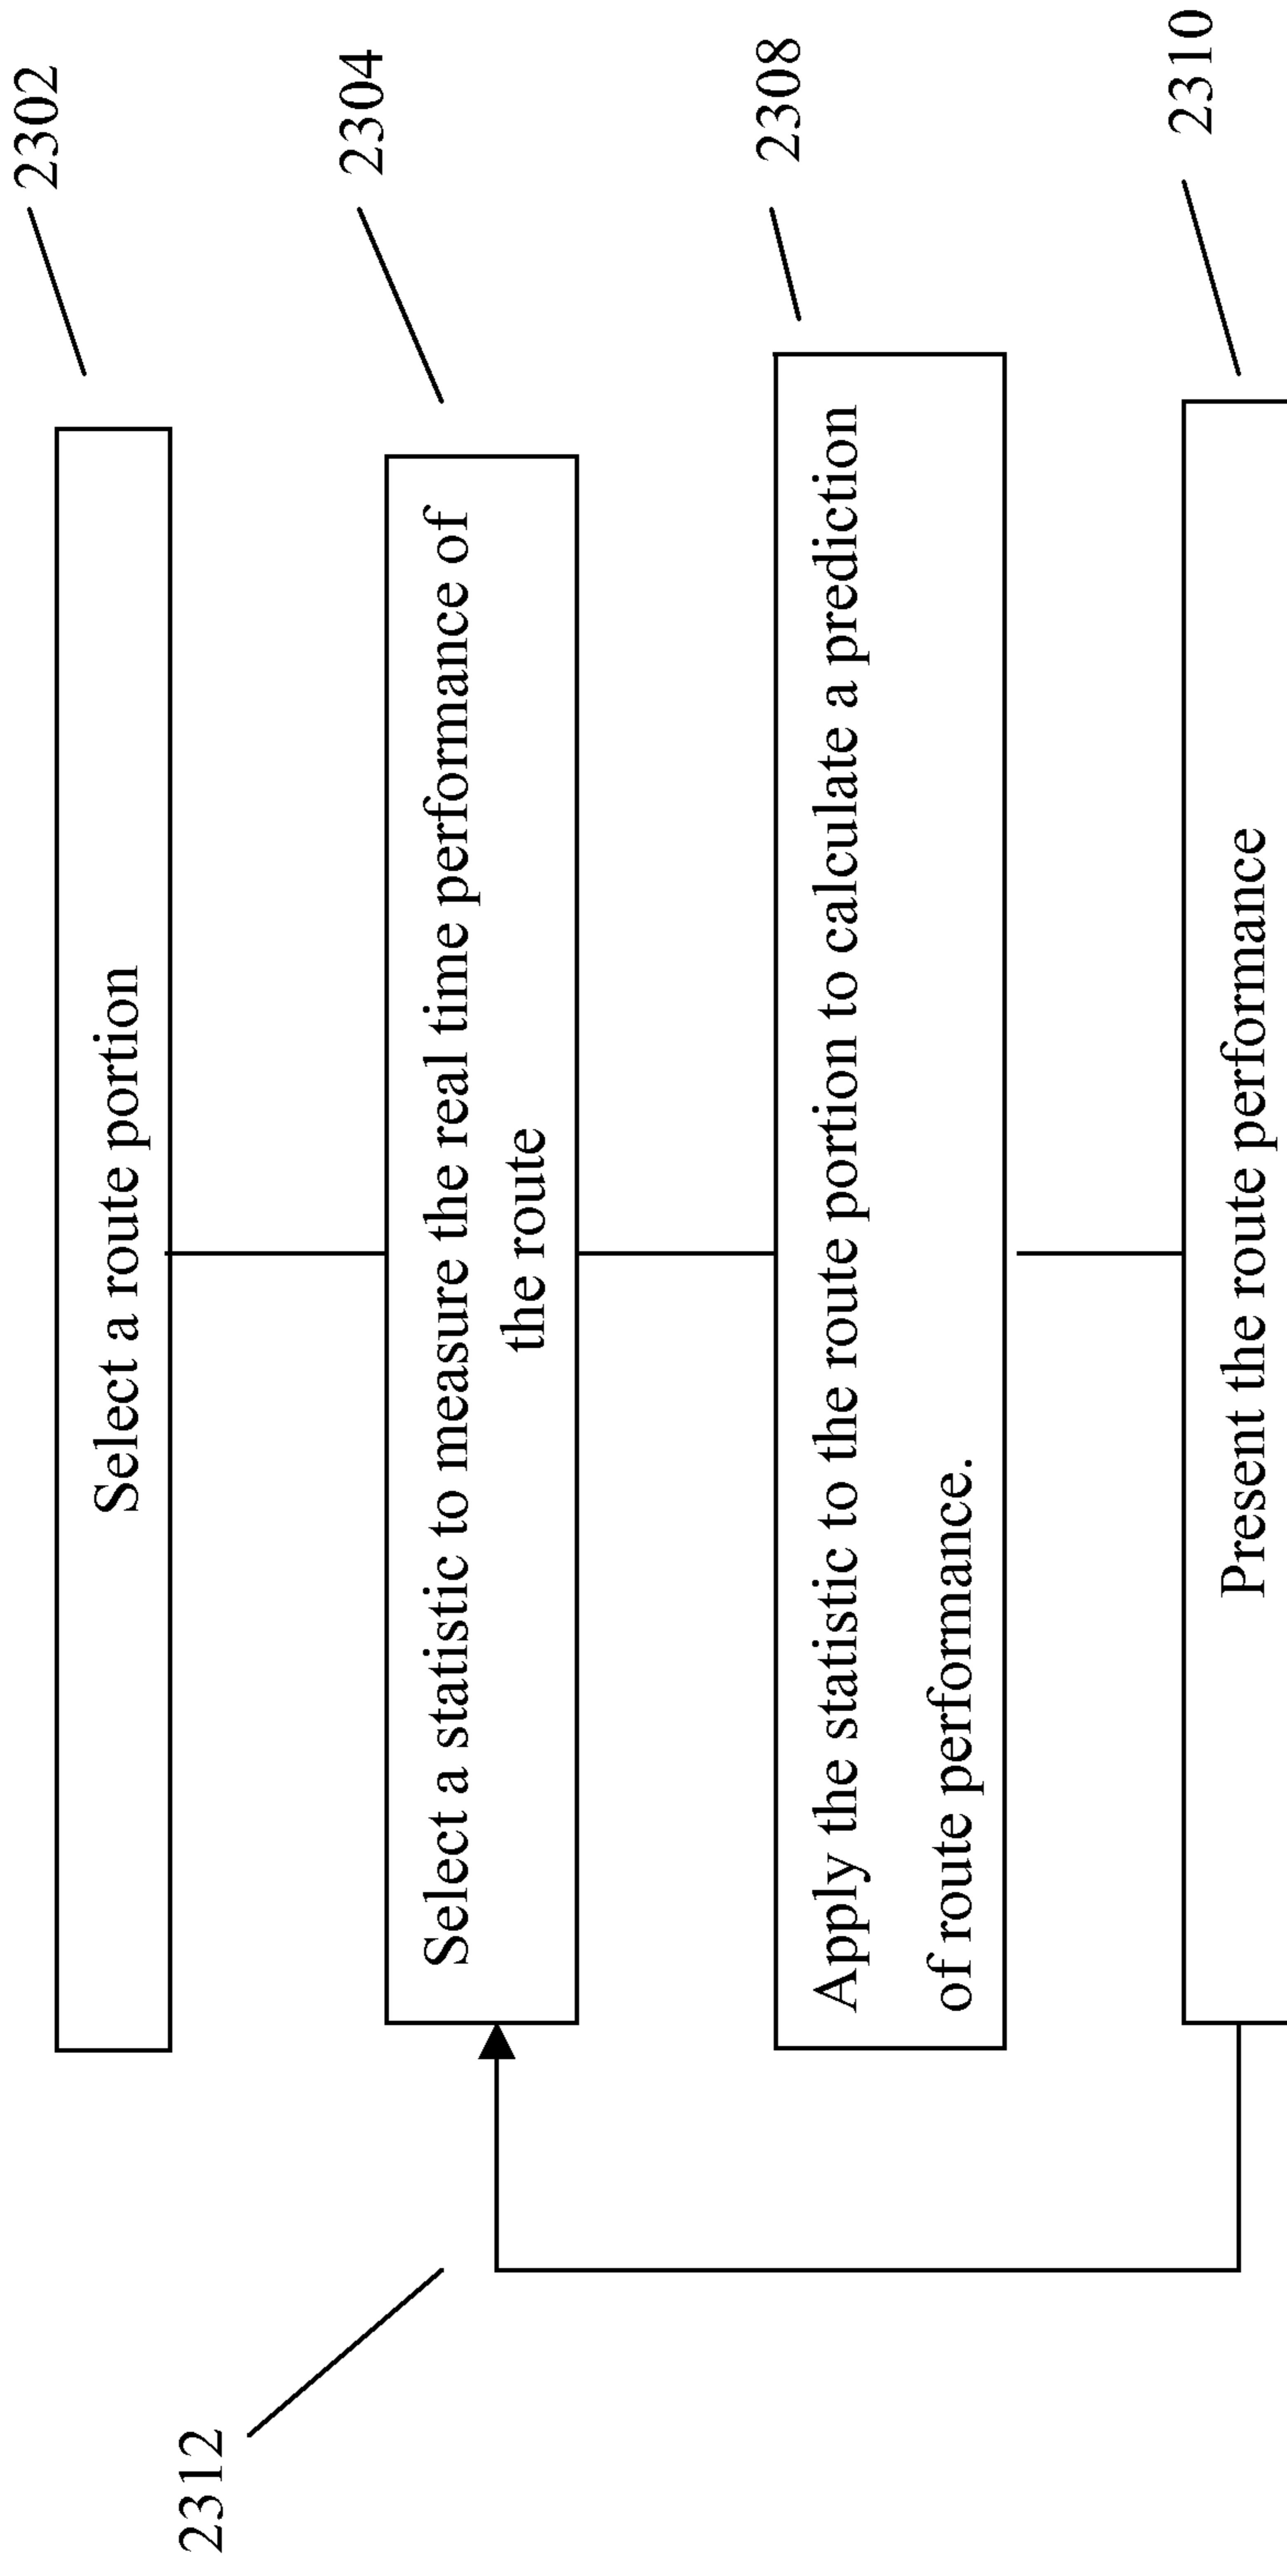 2302
Select a route portion
2304
Select a statistic to measure the real time performance of
the route
2308
Apply the statistic to the route portion to calculate a prediction
of route performance.
2310
Present the route performance
2312